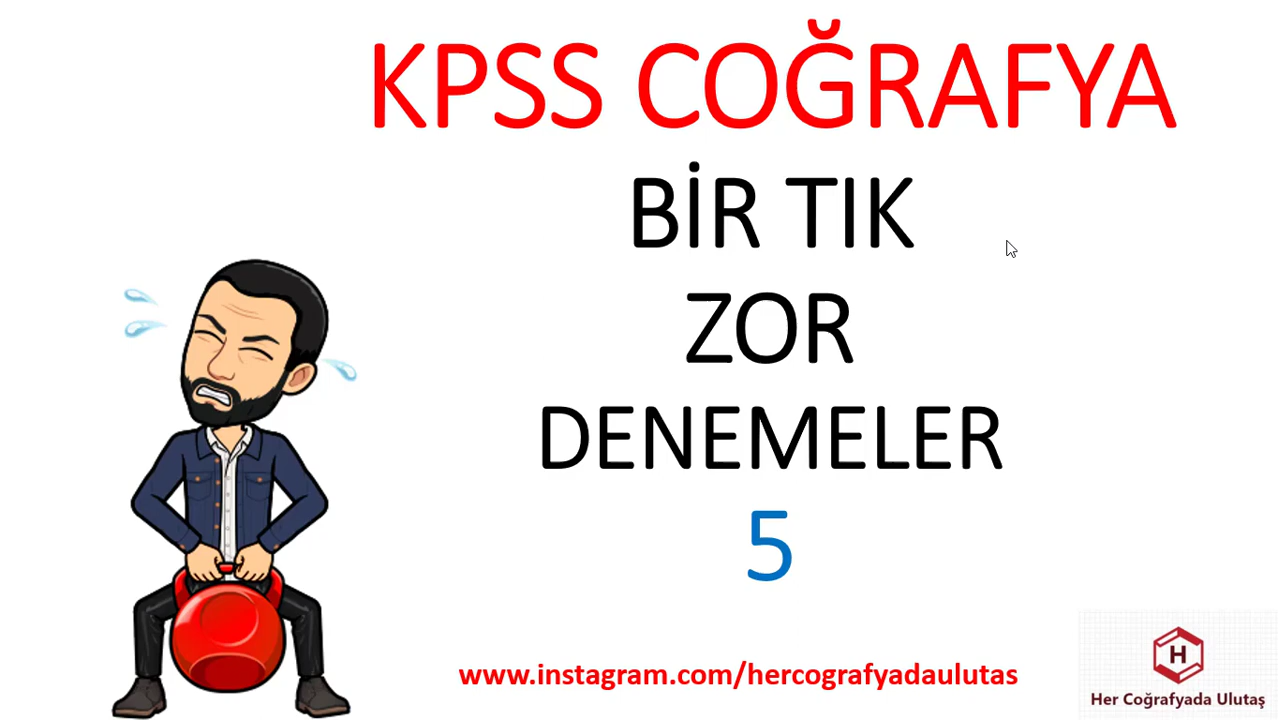 KPSS COĞRAFYA
BİR TIK
ZOR
DENEMELER
5
www.instagram.com/hercografyadaulutas
H
Her Coğrafyada Ulutaş